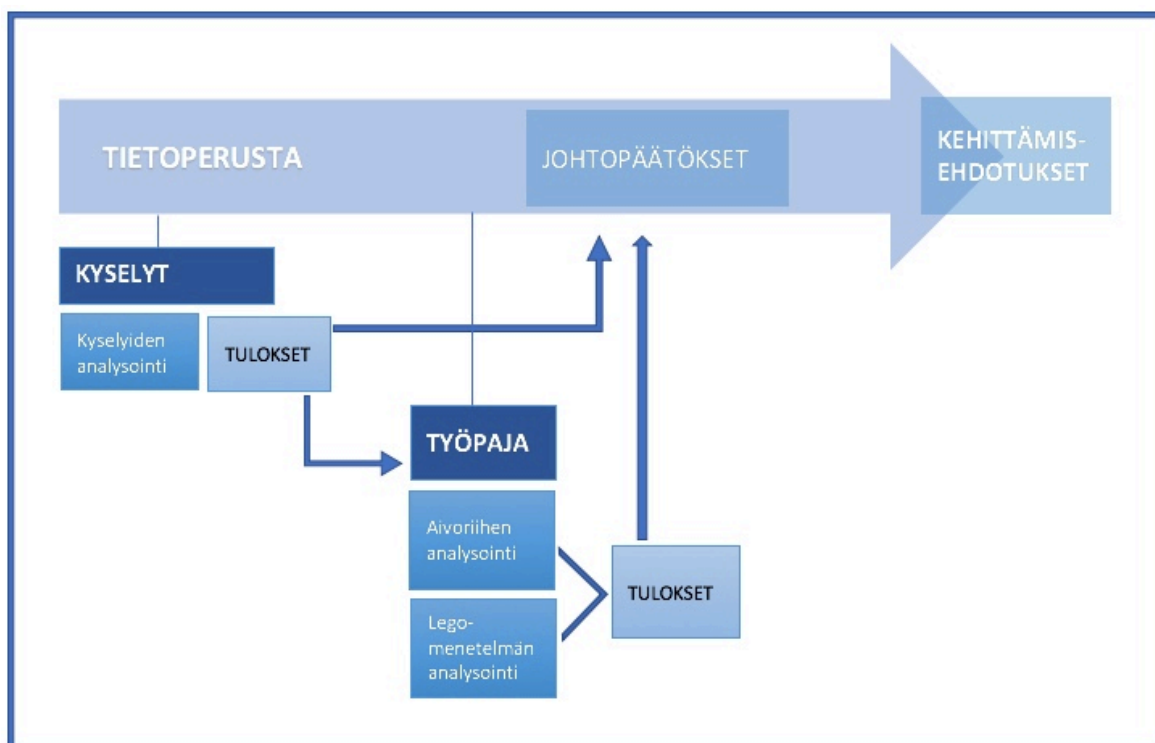 TIETOPERUSTA
JOHTOPÄÄTÖKSET
KEHITTÄMIS-
EHDOTUKSET
KYSELYT
Kyselyiden
analysointi
TULOKSET
TYÖPAJA
Aivoriihen
analysointi
Lego-
menetelmän
analysointi
TULOKSET